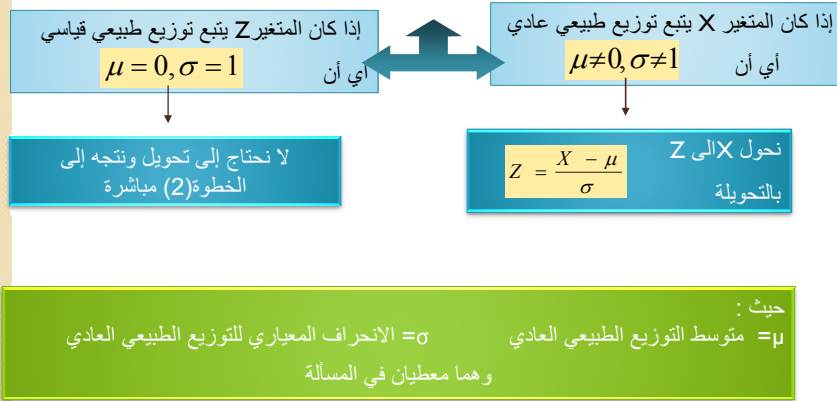 إذا كان المتغير X يتبع توزيع طبيعي عادي
أي أن μ≠0, σ≠1
نحول Xالى Z
بالتحويلة Z = \frac{X - μ}{σ}
إذا كان المتغيرZ يتبع توزيع طبيعي قياسي
أي أن μ = 0, σ = 1
لا نحتاج إلى تحويل ونتجه إلى
الخطوة(2) مباشرة
حيث :
μ= متوسط التوزيع الطبيعي العادي σ= الانحراف المعياري للتوزيع الطبيعي العادي
وهما معطيان في المسألة